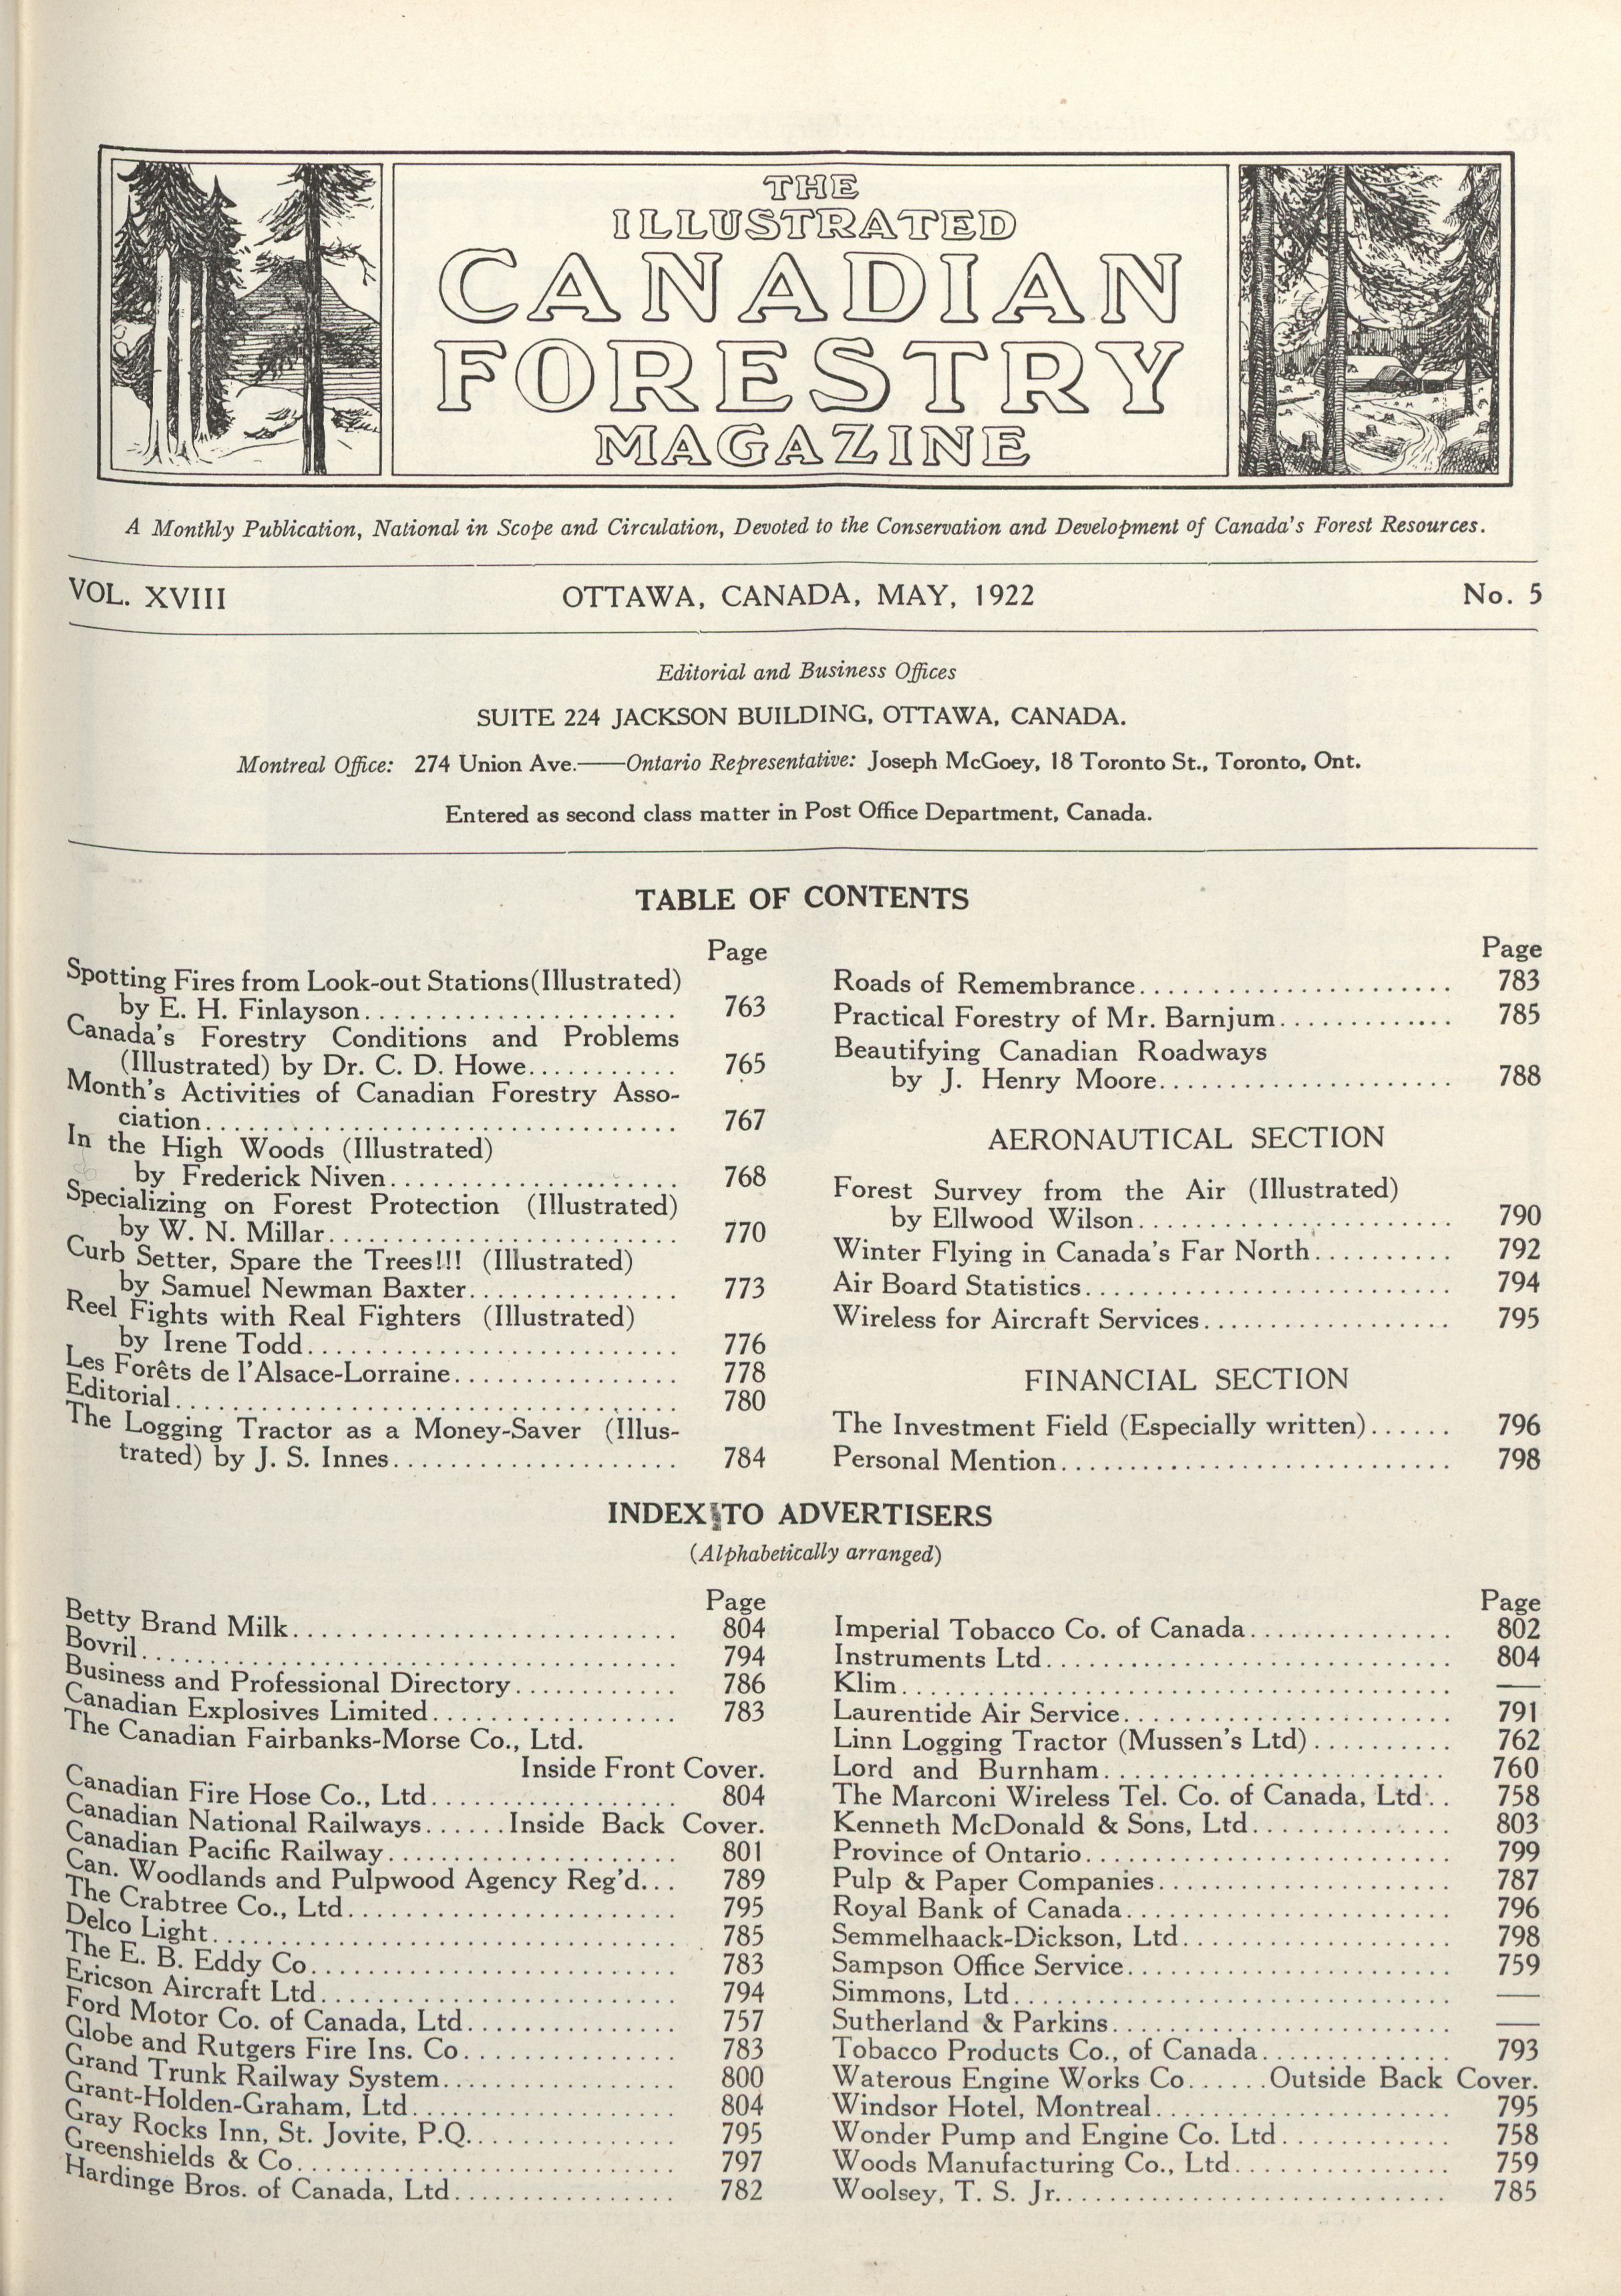 THE
ILLUSTRATED
CANADIAN
FORESTRY
MAGAZINE
A Monthly Publication, National in Scope and Circulation, Devoted to the Conservation and Development of Canada's Forest Resources.
VOL. XVIII OTTAWA, CANADA, MAY, 1922 No. 5
Editorial and Business Offices
SUITE 224 JACKSON BUILDING, OTTAWA, CANADA.
Montreal Office: 274 Union Ave.——Ontario Representative: Joseph McGoey, 18 Toronto St., Toronto, Ont.
Entered as second class matter in Post Office Department, Canada.
TABLE OF CONTENTS
Page
Spotting Fires from Look-out Stations(Illustrated)
by E. H. Finlayson........................ 763
Canada's Forestry Conditions and Problems
(Illustrated) by Dr. C. D. Howe........... 765
Month's Activities of Canadian Forestry Asso-
ciation................................... 767
In the High Woods (Illustrated)
by Frederick Niven...................... 768
Specializing on Forest Protection (Illustrated)
by W. N. Millar.......................... 770
Curb Setter, Spare the Trees!!! (Illustrated)
by Samuel Newman Baxter................ 773
Reel Fights with Real Fighters (Illustrated)
by Irene Todd............................ 776
Les Forêts de l'Alsace-Lorraine................ 778
Editorial...................................... 780
The Logging Tractor as a Money-Saver (Illus-
trated) by J. S. Innes..................... 784
Page
Roads of Remembrance....................... 783
Practical Forestry of Mr. Barnjum............. 785
Beautifying Canadian Roadways
by J. Henry Moore...................... 788
AERONAUTICAL SECTION
Forest Survey from the Air (Illustrated)
by Ellwood Wilson........................ 790
Winter Flying in Canada's Far North.......... 792
Air Board Statistics........................... 794
Wireless for Aircraft Services.................. 795
FINANCIAL SECTION
The Investment Field (Especially written)...... 796
Personal Mention............................. 798
INDEX TO ADVERTISERS
(Alphabetically arranged)
Page
Betty Brand Milk............................ 804
Bovril........................................ 794
Business and Professional Directory............ 786
Canadian Explosives Limited.................. 783
The Canadian Fairbanks-Morse Co., Ltd.
Inside Front Cover.
Canadian Fire Hose Co., Ltd.................. 804
Canadian National Railways......Inside Back Cover.
Canadian Pacific Railway..................... 801
Can. Woodlands and Pulpwood Agency Reg'd... 789
The Crabtree Co., Ltd........................ 795
Delco Light................................... 785
The E. B. Eddy Co........................... 783
Ericson Aircraft Ltd.......................... 794
Ford Motor Co. of Canada, Ltd............... 757
Globe and Rutgers Fire Ins. Co............... 783
Grand Trunk Railway System................. 800
Grant-Holden-Graham, Ltd................... 804
Gray Rocks Inn, St. Jovite, P.Q............... 795
Greenshields & Co............................ 797
Hardinge Bros. of Canada, Ltd................ 782
Page
Imperial Tobacco Co. of Canada............... 802
Instruments Ltd.............................. 804
Klim........................................ ——
Laurentide Air Service........................ 791
Linn Logging Tractor (Mussen's Ltd).......... 762
Lord and Burnham......................... 760
The Marconi Wireless Tel. Co. of Canada, Ltd.. 758
Kenneth McDonald & Sons, Ltd............... 803
Province of Ontario........................... 799
Pulp & Paper Companies...................... 787
Royal Bank of Canada........................ 796
Semmelhaack-Dickson, Ltd.................... 798
Sampson Office Service........................ 759
Simmons, Ltd................................ ——
Sutherland & Parkins......................... ——
Tobacco Products Co., of Canada.............. 793
Waterous Engine Works Co......Outside Back Cover.
Windsor Hotel, Montreal...................... 795
Wonder Pump and Engine Co. Ltd............. 758
Woods Manufacturing Co., Ltd................ 759
Woolsey, T. S. Jr............................. 785